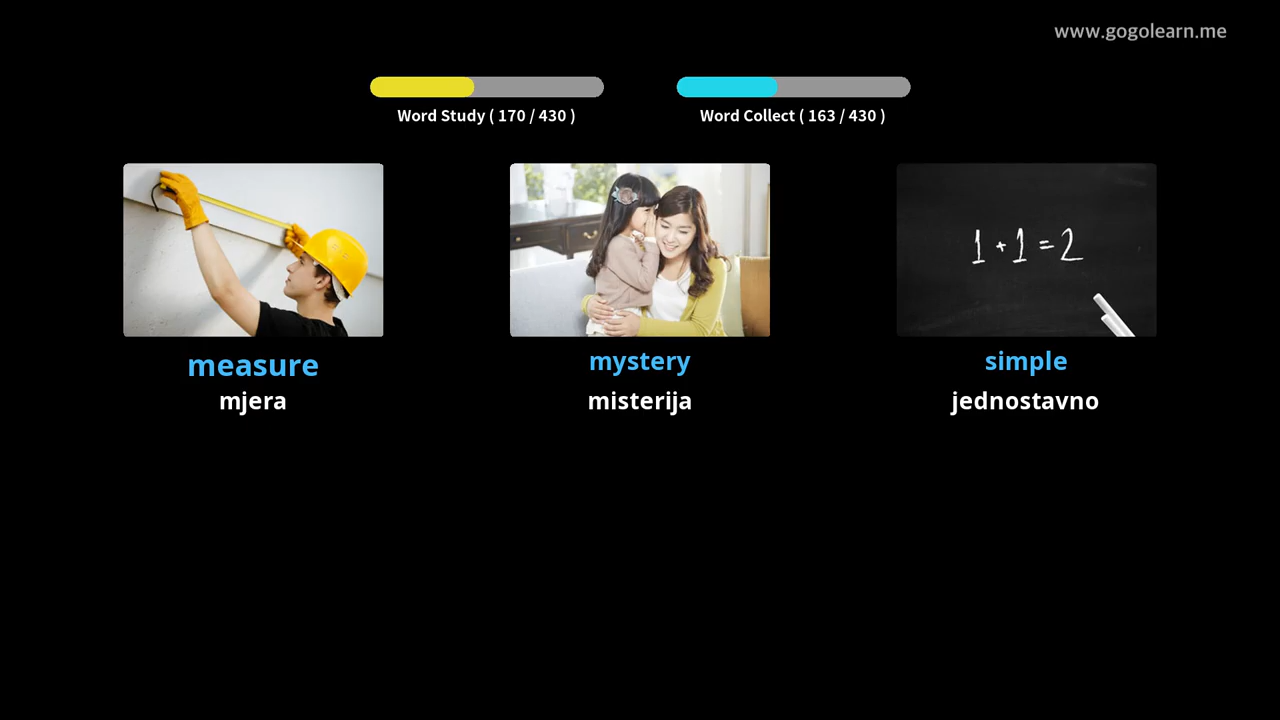 www.gogolearn.me
Word Study ( 170 / 430 )
Word Collect ( 163 / 430 )
1 + 1 = 2
measure
mjera
mystery
misterija
simple
jednostavno